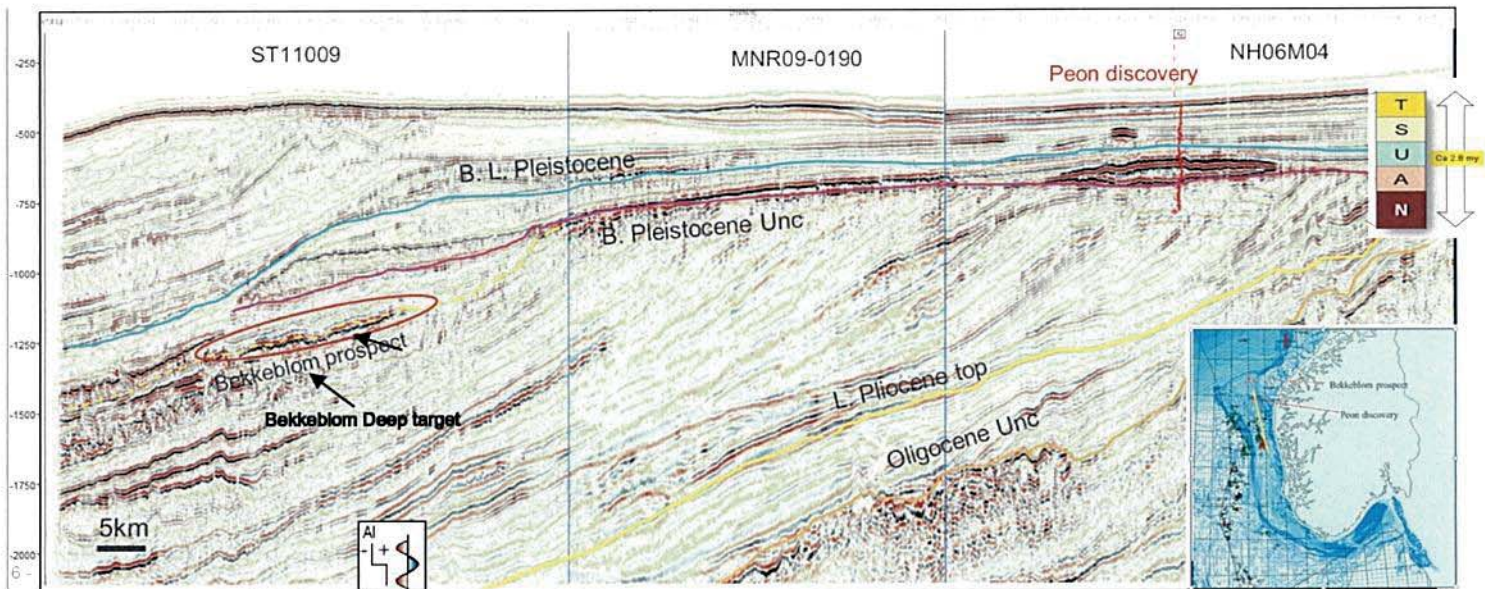 ST11009
MNR09-0190
NH06M04
Peon discovery
-250
-500
-750
-1000
-1250
-1500
-1750
-2000
B. L. Pleistocene
B. Pleistocene Unc
Bekkeblom prospect
Bekkeblom Deep target
L. Pliocene top
Oligocene Unc
T
S
U
A
N
Ca 2.8 my
5km
AI
- +
Bekkeblom prospect
Peon discovery